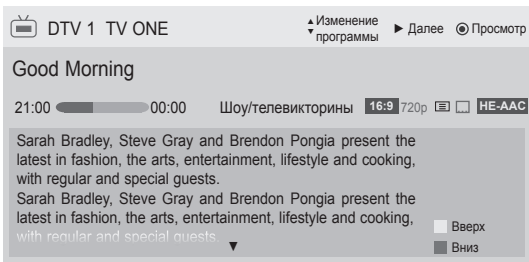 DTV 1 TV ONE
▲▼ Изменение программы ► Далее ◉ Просмотр
Good Morning
21:00 00:00 Шоу/телевикторины 16:9 720p HE-AAC
Sarah Bradley, Steve Gray and Brendon Pongia present the
latest in fashion, the arts, entertainment, lifestyle and cooking,
with regular and special guests.
Sarah Bradley, Steve Gray and Brendon Pongia present the
latest in fashion, the arts, entertainment, lifestyle and cooking,
with regular and special guests.
▼
Вверх
Вниз